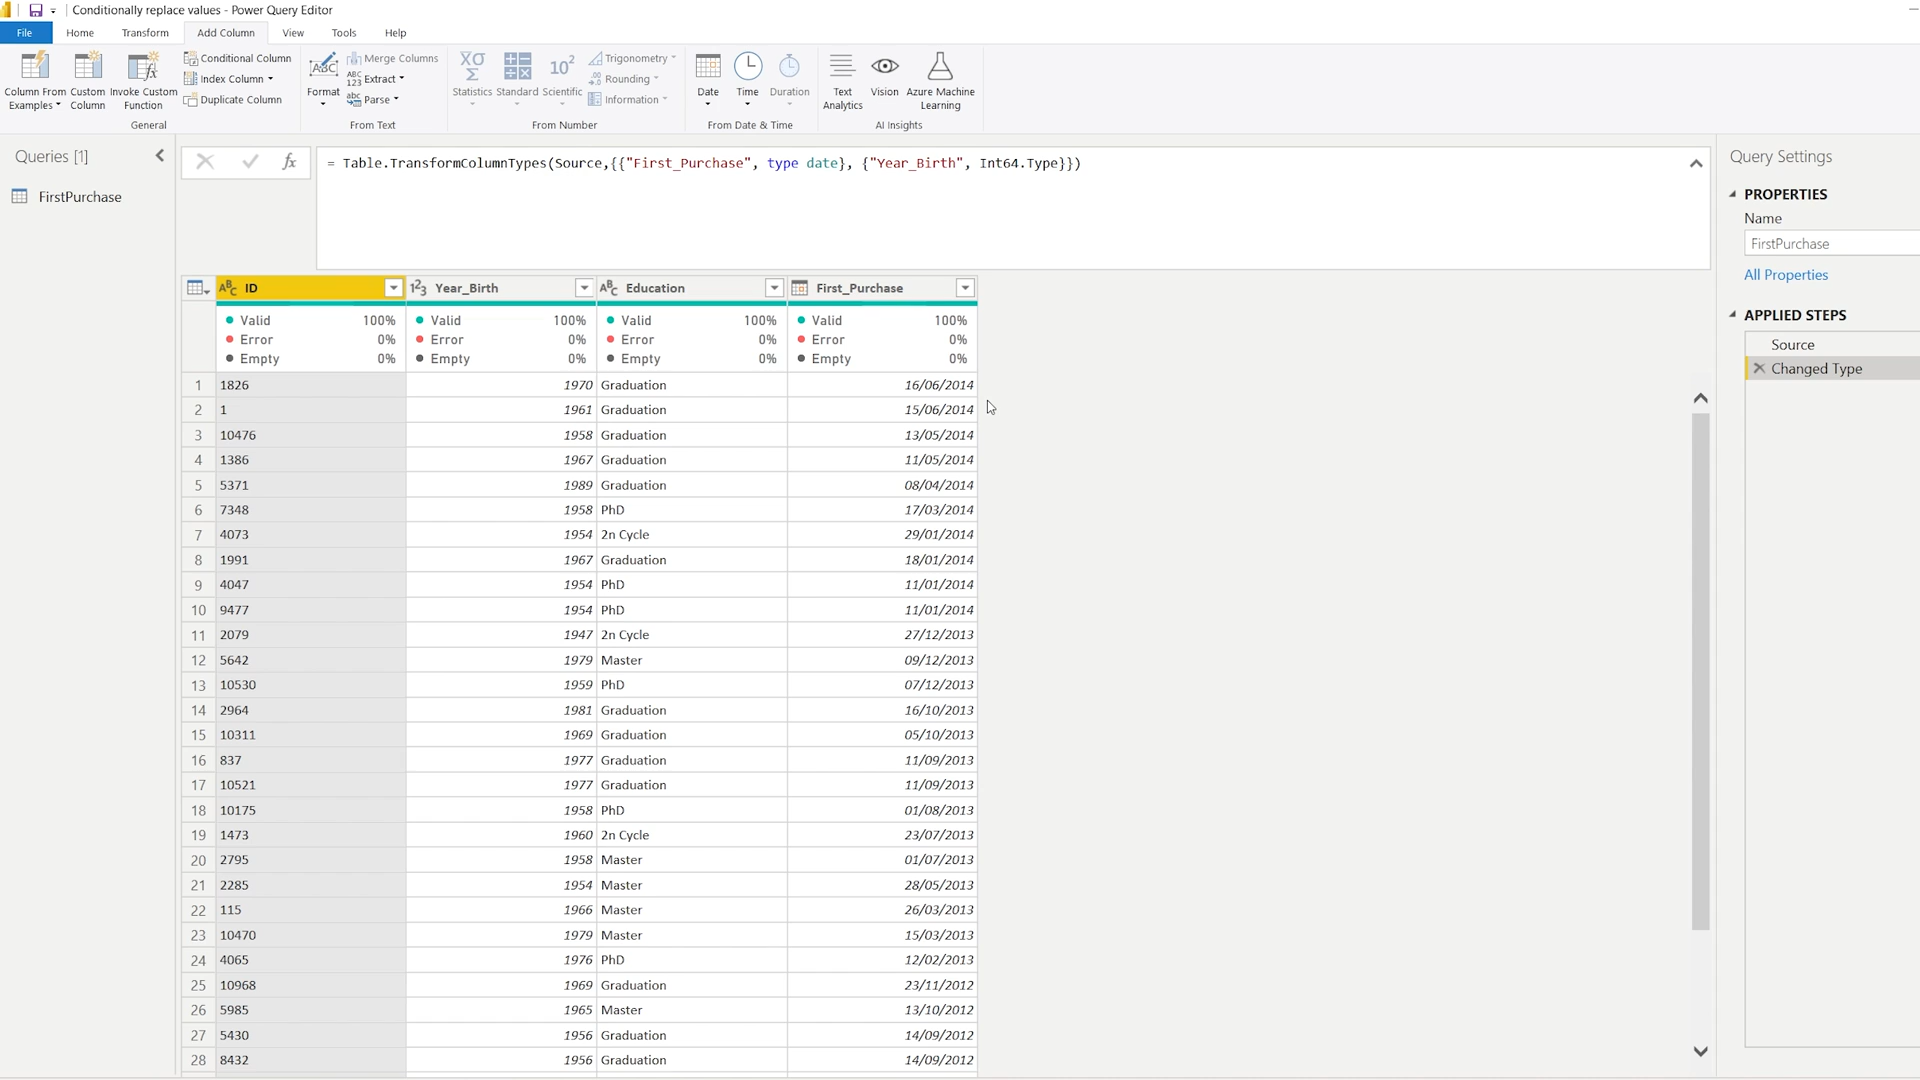 Conditionally replace values - Power Query Editor
File Home Transform Add Column View Tools Help
Column From Examples
Custom Column
Invoke Custom Function
Conditional Column
Index Column
Duplicate Column
General
ABC
Format
Merge Columns
ABC 123 Extract
abc Parse
From Text
XΟ Σ
Statistics
Standard
10²
Scientific
Trigonometry
.00 Rounding
Information
From Number
Date
Time
Duration
From Date & Time
Text Analytics
Vision
Azure Machine Learning
AI Insights
Queries [1]
FirstPurchase
fx
= Table.TransformColumnTypes(Source,{{"First_Purchase", type date}, {"Year_Birth", Int64.Type}})
ABC ID 123 Year_Birth ABC Education First_Purchase
Valid 100% Valid 100% Valid 100% Valid 100%
Error 0% Error 0% Error 0% Error 0%
Empty 0% Empty 0% Empty 0% Empty 0%
1 1826 1970 Graduation 16/06/2014
2 1 1961 Graduation 15/06/2014
3 10476 1958 Graduation 13/05/2014
4 1386 1967 Graduation 11/05/2014
5 5371 1989 Graduation 08/04/2014
6 7348 1958 PhD 17/03/2014
7 4073 1954 2n Cycle 29/01/2014
8 1991 1967 Graduation 18/01/2014
9 4047 1954 PhD 11/01/2014
10 9477 1954 PhD 11/01/2014
11 2079 1947 2n Cycle 27/12/2013
12 5642 1979 Master 09/12/2013
13 10530 1959 PhD 07/12/2013
14 2964 1981 Graduation 16/10/2013
15 10311 1969 Graduation 05/10/2013
16 837 1977 Graduation 11/09/2013
17 10521 1977 Graduation 11/09/2013
18 10175 1958 PhD 01/08/2013
19 1473 1960 2n Cycle 23/07/2013
20 2795 1958 Master 01/07/2013
21 2285 1954 Master 28/05/2013
22 115 1966 Master 26/03/2013
23 10470 1979 Master 15/03/2013
24 4065 1976 PhD 12/02/2013
25 10968 1969 Graduation 23/11/2012
26 5985 1965 Master 13/10/2012
27 5430 1956 Graduation 14/09/2012
28 8432 1956 Graduation 14/09/2012
Query Settings
PROPERTIES
Name
FirstPurchase
All Properties
APPLIED STEPS
Source
Changed Type